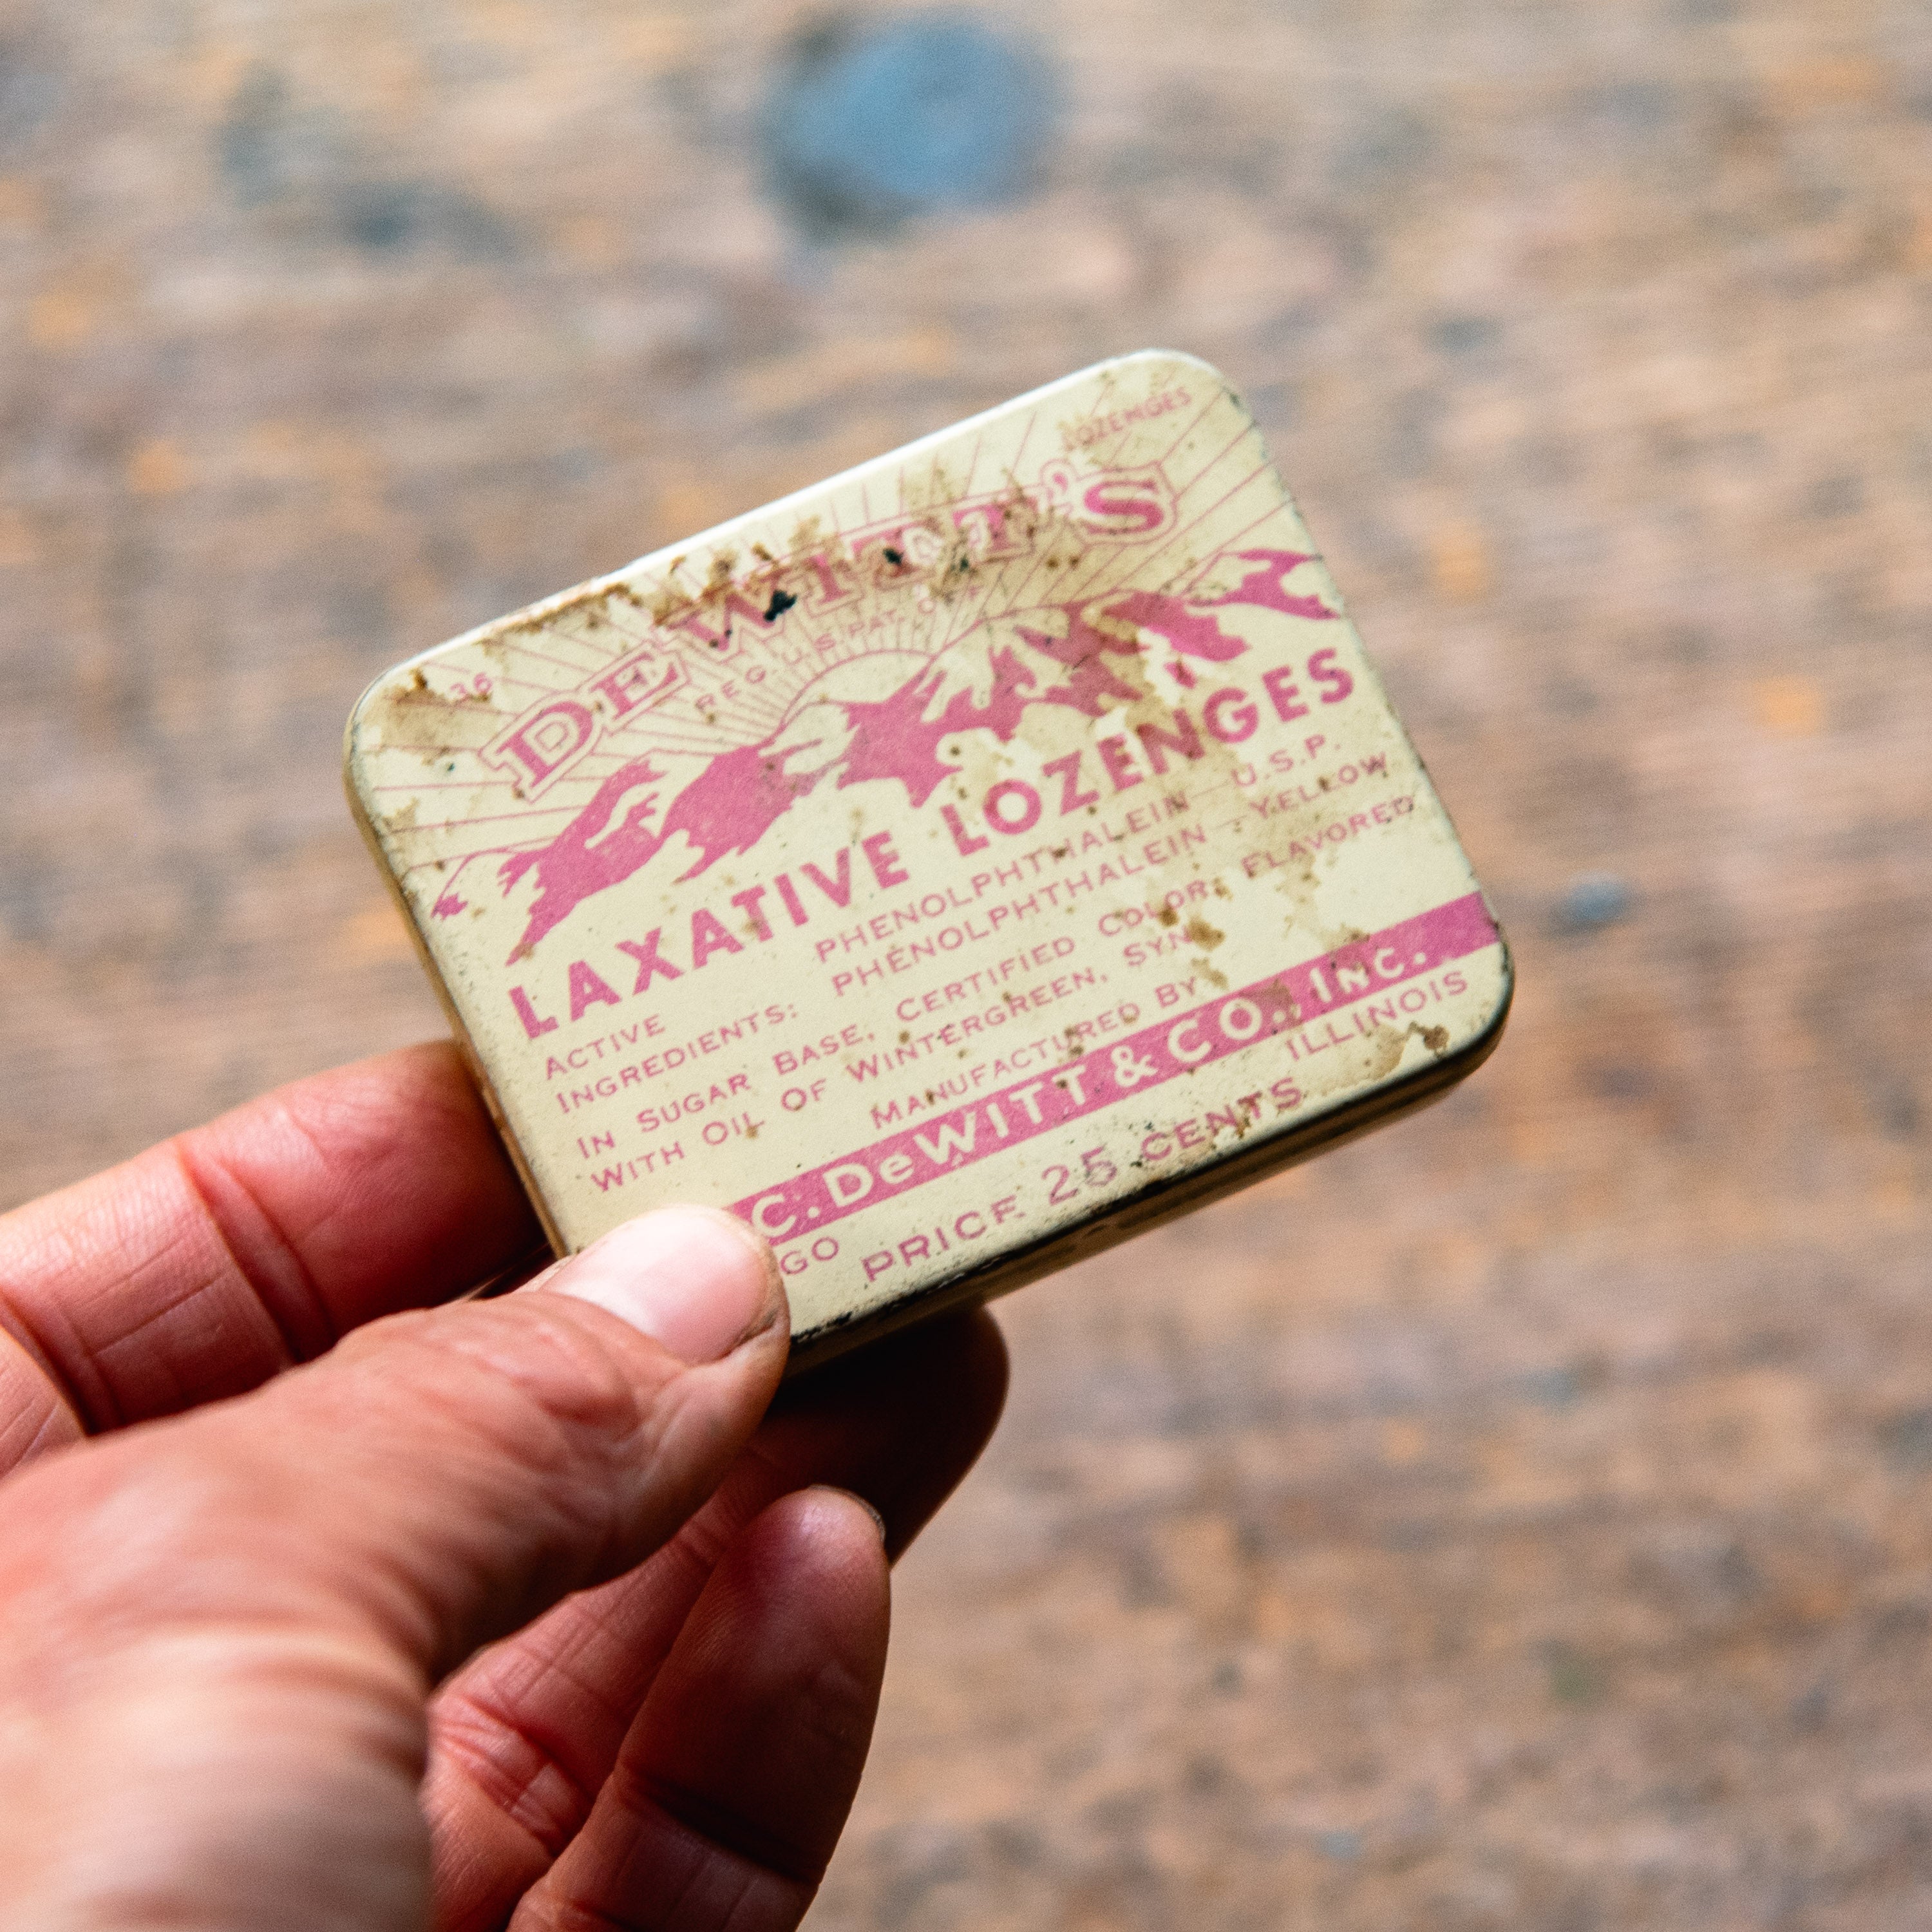 36 LOZENGES
DEWITT'S
REG. U.S. PAT. OFF.
LAXATIVE LOZENGES
ACTIVE PHENOLPHTHALEIN U.S.P.
INGREDIENTS: PHENOLPHTHALEIN - YELLOW
IN SUGAR BASE, CERTIFIED COLOR; FLAVORED
WITH OIL OF WINTERGREEN, SYN.
MANUFACTURED BY
C. DeWITT & CO. INC.
GO ILLINOIS
PRICE 25 CENTS